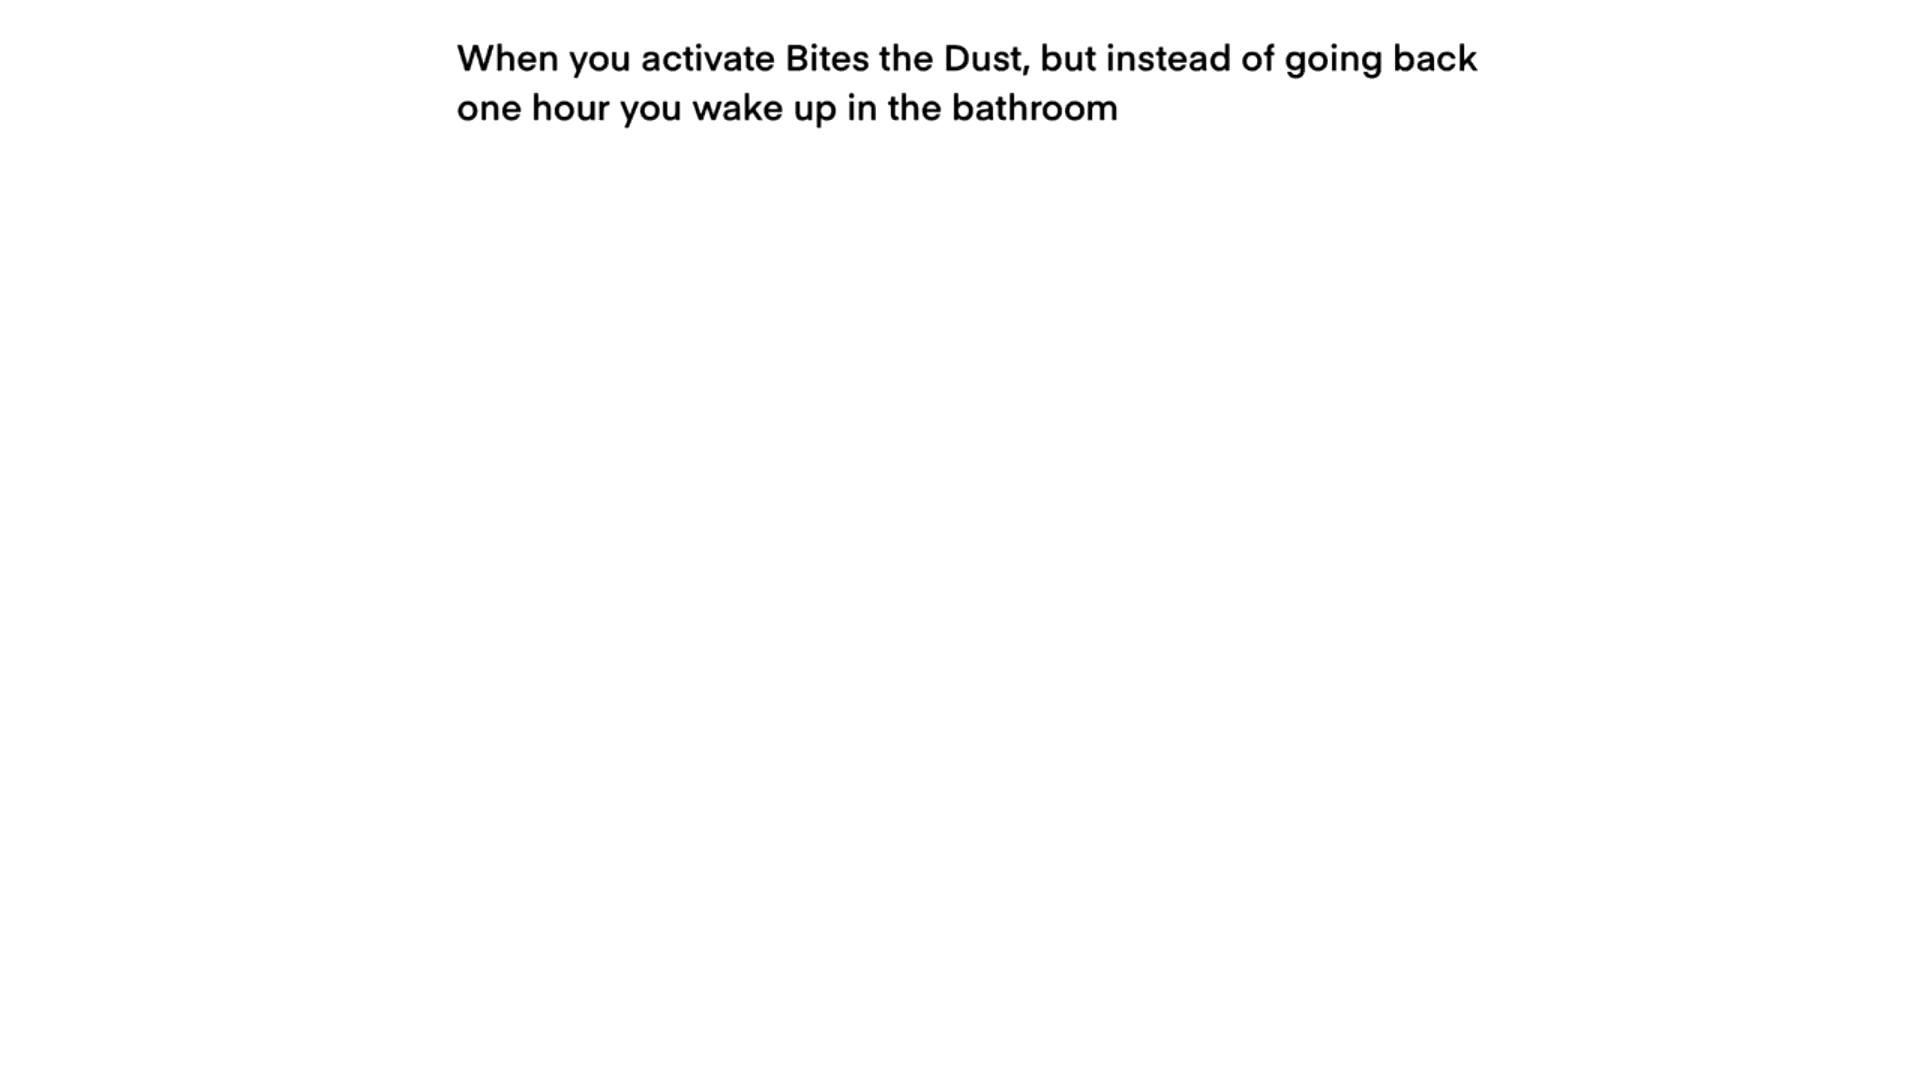 When you activate Bites the Dust, but instead of going back
one hour you wake up in the bathroom